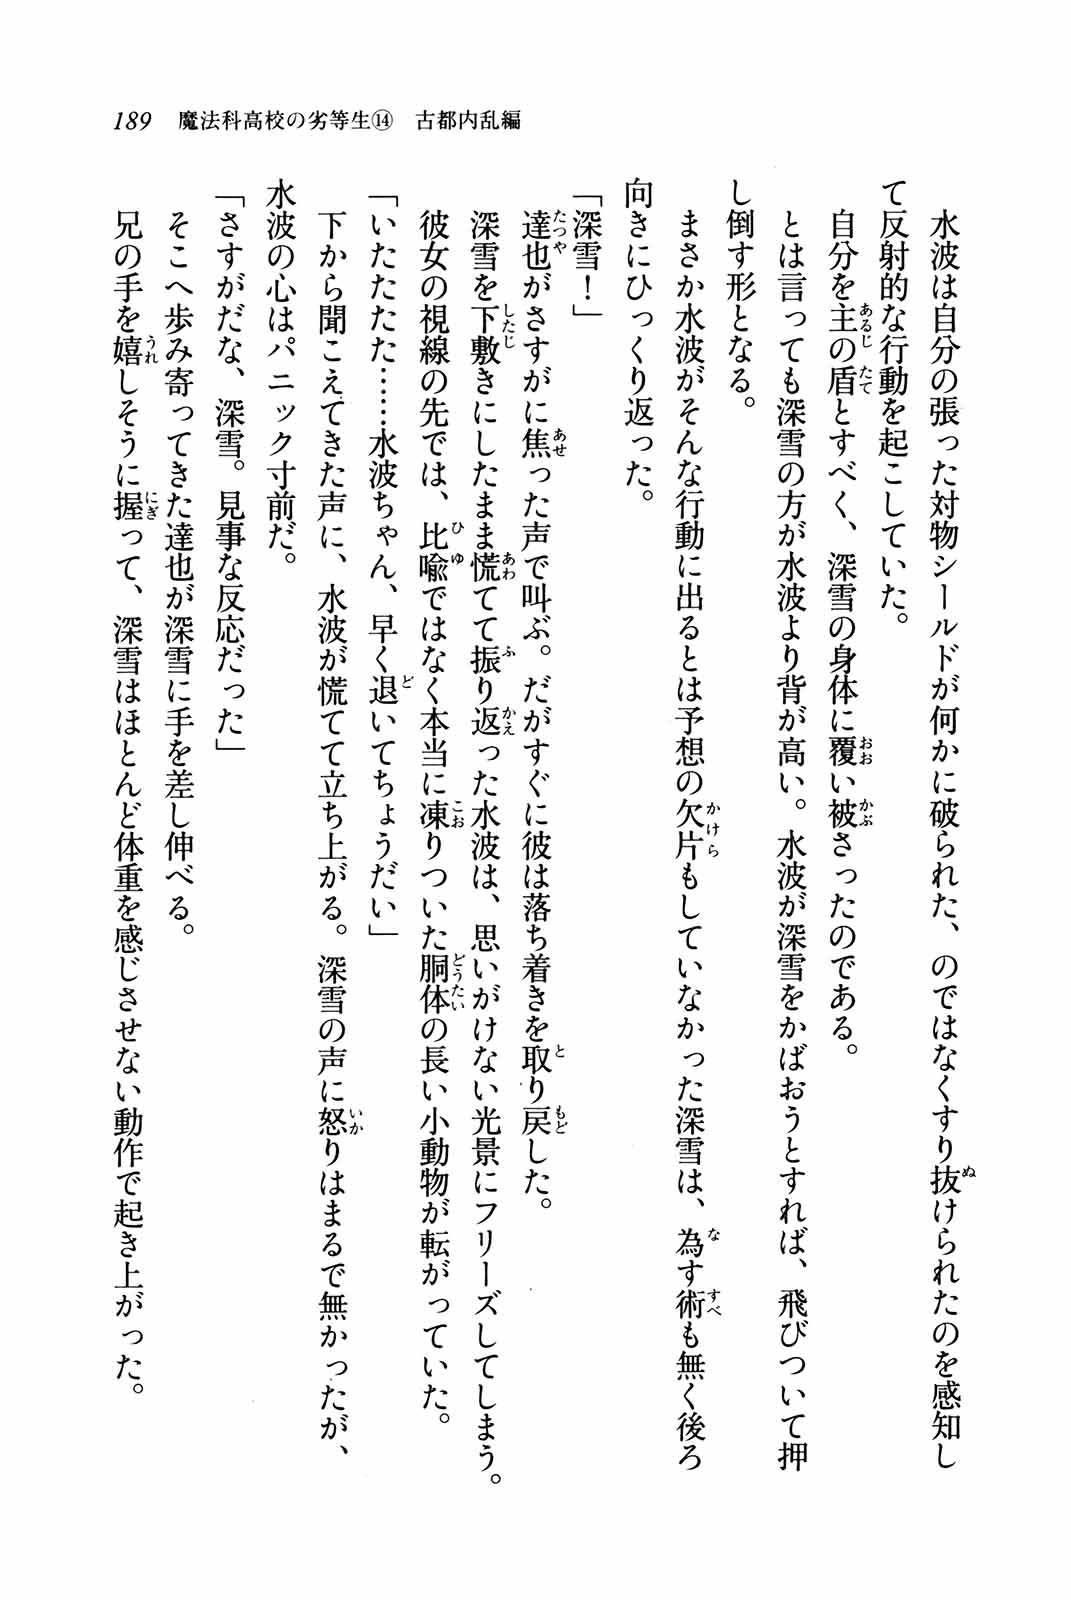 189　魔法科高校の劣等生⑭　古都内乱編
　水波は自分の張った対物シールドが何かに破られた、のではなくすり抜けられたのを感知し
て反射的な行動を起こしていた。
　自分を主の盾とすべく、深雪の身体に覆い被さったのである。
　とは言っても深雪の方が水波より背が高い。水波が深雪をかばおうとすれば、飛びついて押
し倒す形となる。
　まさか水波がそんな行動に出るとは予想の欠片もしていなかった深雪は、為す術も無く後ろ
向きにひっくり返った。
「深雪！」
　達也がさすがに焦った声で叫ぶ。だがすぐに彼は落ち着きを取り戻した。
　深雪を下敷きにしたまま慌てて振り返った水波は、思いがけない光景にフリーズしてしまう。
　彼女の視線の先では、比喩ではなく本当に凍りついた胴体の長い小動物が転がっていた。
「いたたたた……水波ちゃん、早く退いてちょうだい」
　下から聞こえてきた声に、水波が慌てて立ち上がる。深雪の声に怒りはまるで無かったが、
水波の心はパニック寸前だ。
「さすがだな、深雪。見事な反応だった」
　そこへ歩み寄ってきた達也が深雪に手を差し伸べる。
　兄の手を嬉しそうに握って、深雪はほとんど体重を感じさせない動作で起き上がった。